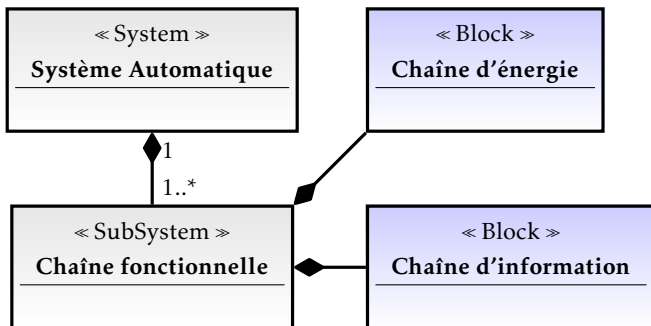 ≪ System ≫
Système Automatique
≪ Block ≫
Chaîne d'énergie
1
1..*
≪ SubSystem ≫
Chaîne fonctionnelle
≪ Block ≫
Chaîne d'information